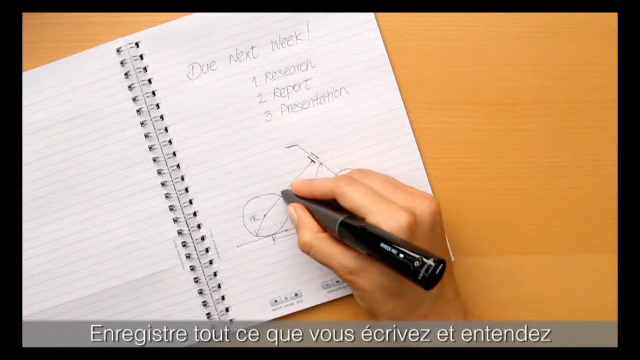 Due Next Week!
1 Research
2 Report
3 Presentation
R
F
Enregistre tout ce que vous écrivez et entendez